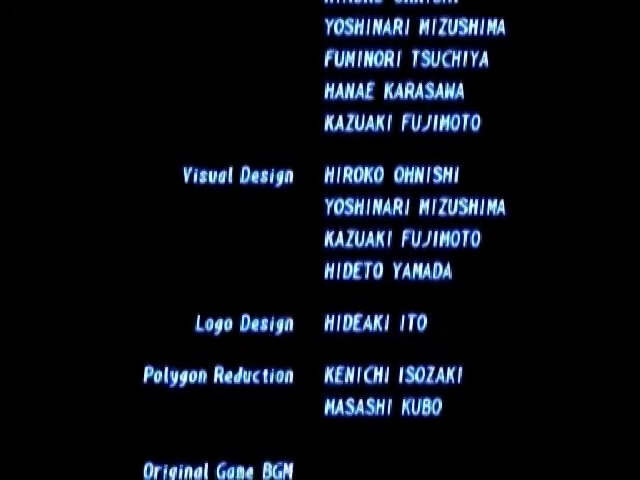 YOSHINARI MIZUSHIMA
FUMINORI TSUCHIYA
HANAE KARASAWA
KAZUAKI FUJIMOTO
Visual Design HIROKO OHNISHI
YOSHINARI MIZUSHIMA
KAZUAKI FUJIMOTO
HIDETO YAMADA
Logo Design HIDEAKI ITO
Polygon Reduction KENICHI ISOZAKI
MASASHI KUBO
Original Game BGM